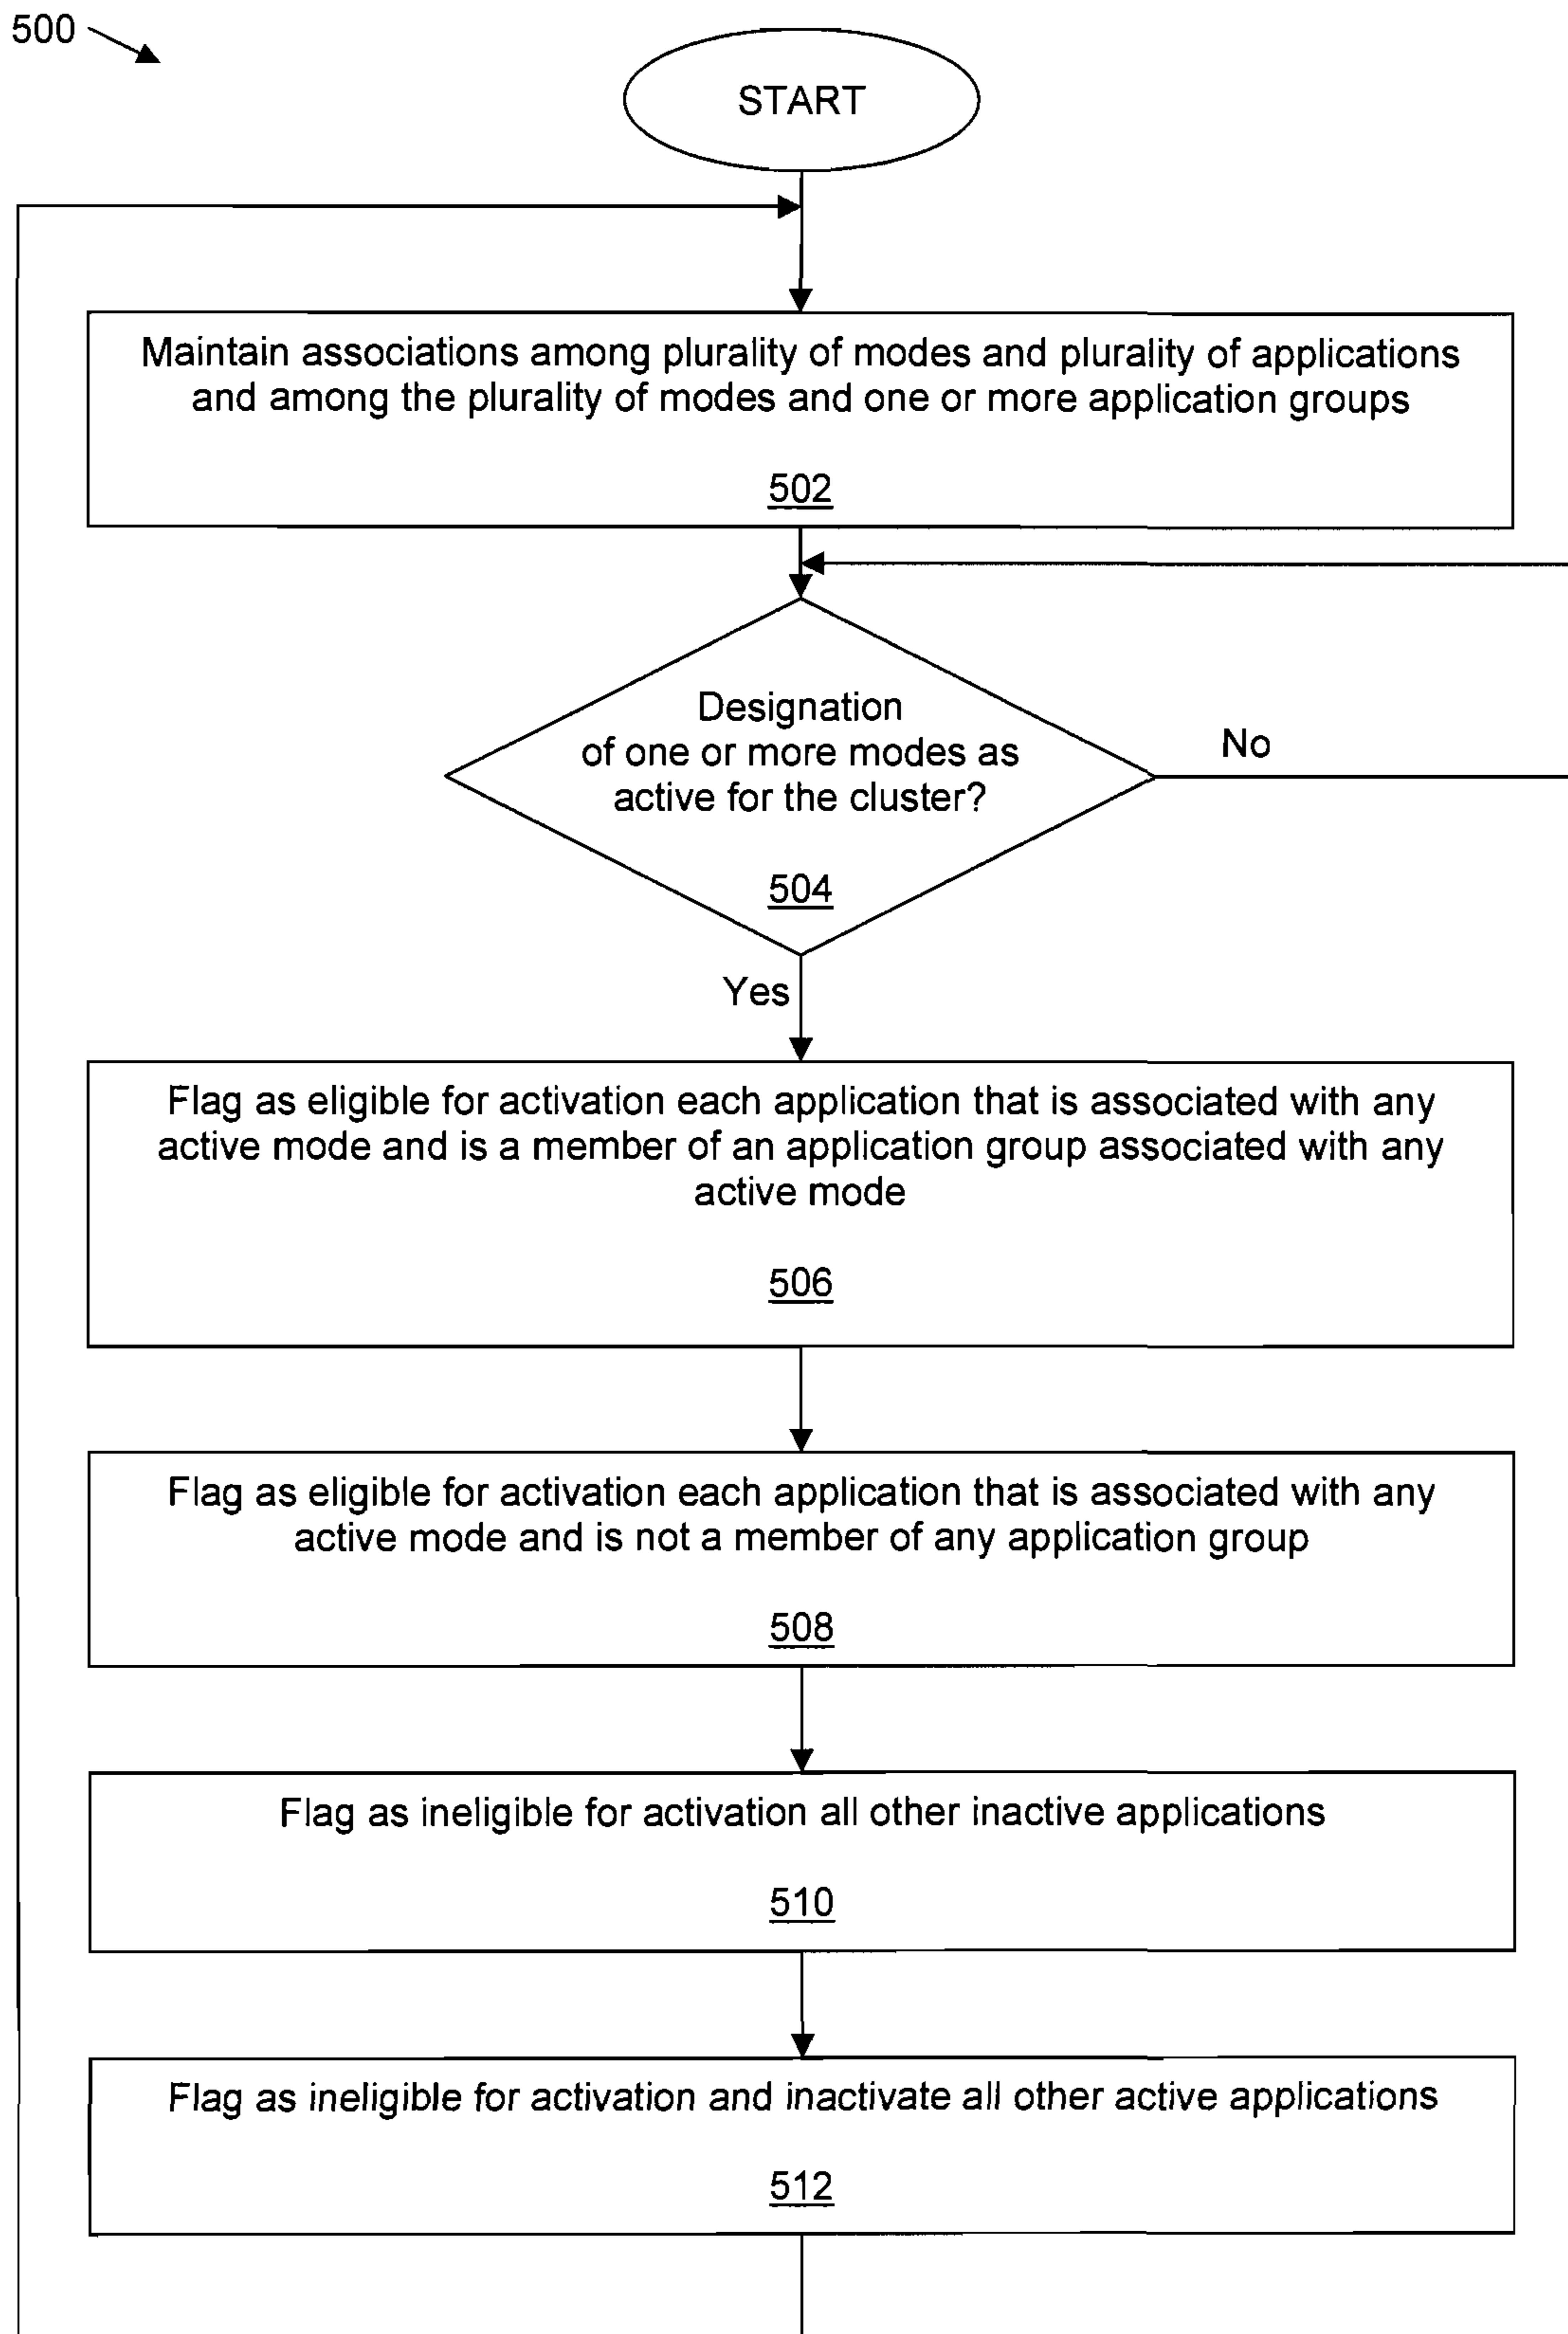 500
START
Maintain associations among plurality of modes and plurality of applications
and among the plurality of modes and one or more application groups
502
Designation
of one or more modes as
active for the cluster?
504
No
Yes
Flag as eligible for activation each application that is associated with any
active mode and is a member of an application group associated with any
active mode
506
Flag as eligible for activation each application that is associated with any
active mode and is not a member of any application group
508
Flag as ineligible for activation all other inactive applications
510
Flag as ineligible for activation and inactivate all other active applications
512